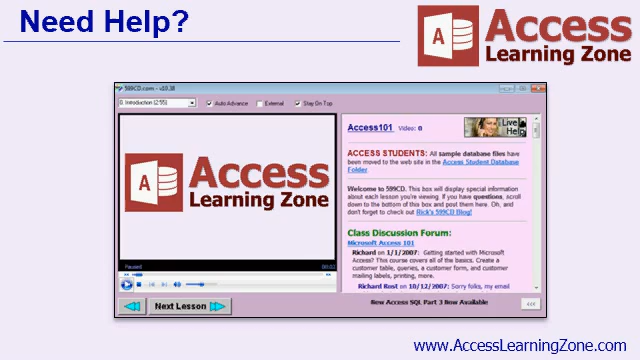 Need Help?
A
Access
Learning Zone
599CD.com - v10.38
0. Introduction (2:55)
Auto Advance
External
Stay On Top
A
Access
Learning Zone
Paused
00:02
Next Lesson
Access101 Video: 0
Live
Help
ACCESS STUDENTS: All sample database files have
been moved to the web site in the Access Student Database
Folder
Welcome to 599CD. This box will display special information
about each lesson you're viewing. If you have questions, scroll
down to the bottom of this box and post them here. Oh, and
don't forget to check out Rick's 599CD Blog!
Class Discussion Forum:
Microsoft Access 101
Richard on 1/1/2007: Getting started with Microsoft
Access? This course covers all of the basics. Create a
customer table, queries, a customer form, and customer
mailing labels, printing, more.
Richard Rost on 10/12/2007: Sorry folks, my email
New Access SQL Part 3 Now Available
<<<
www.AccessLearningZone.com